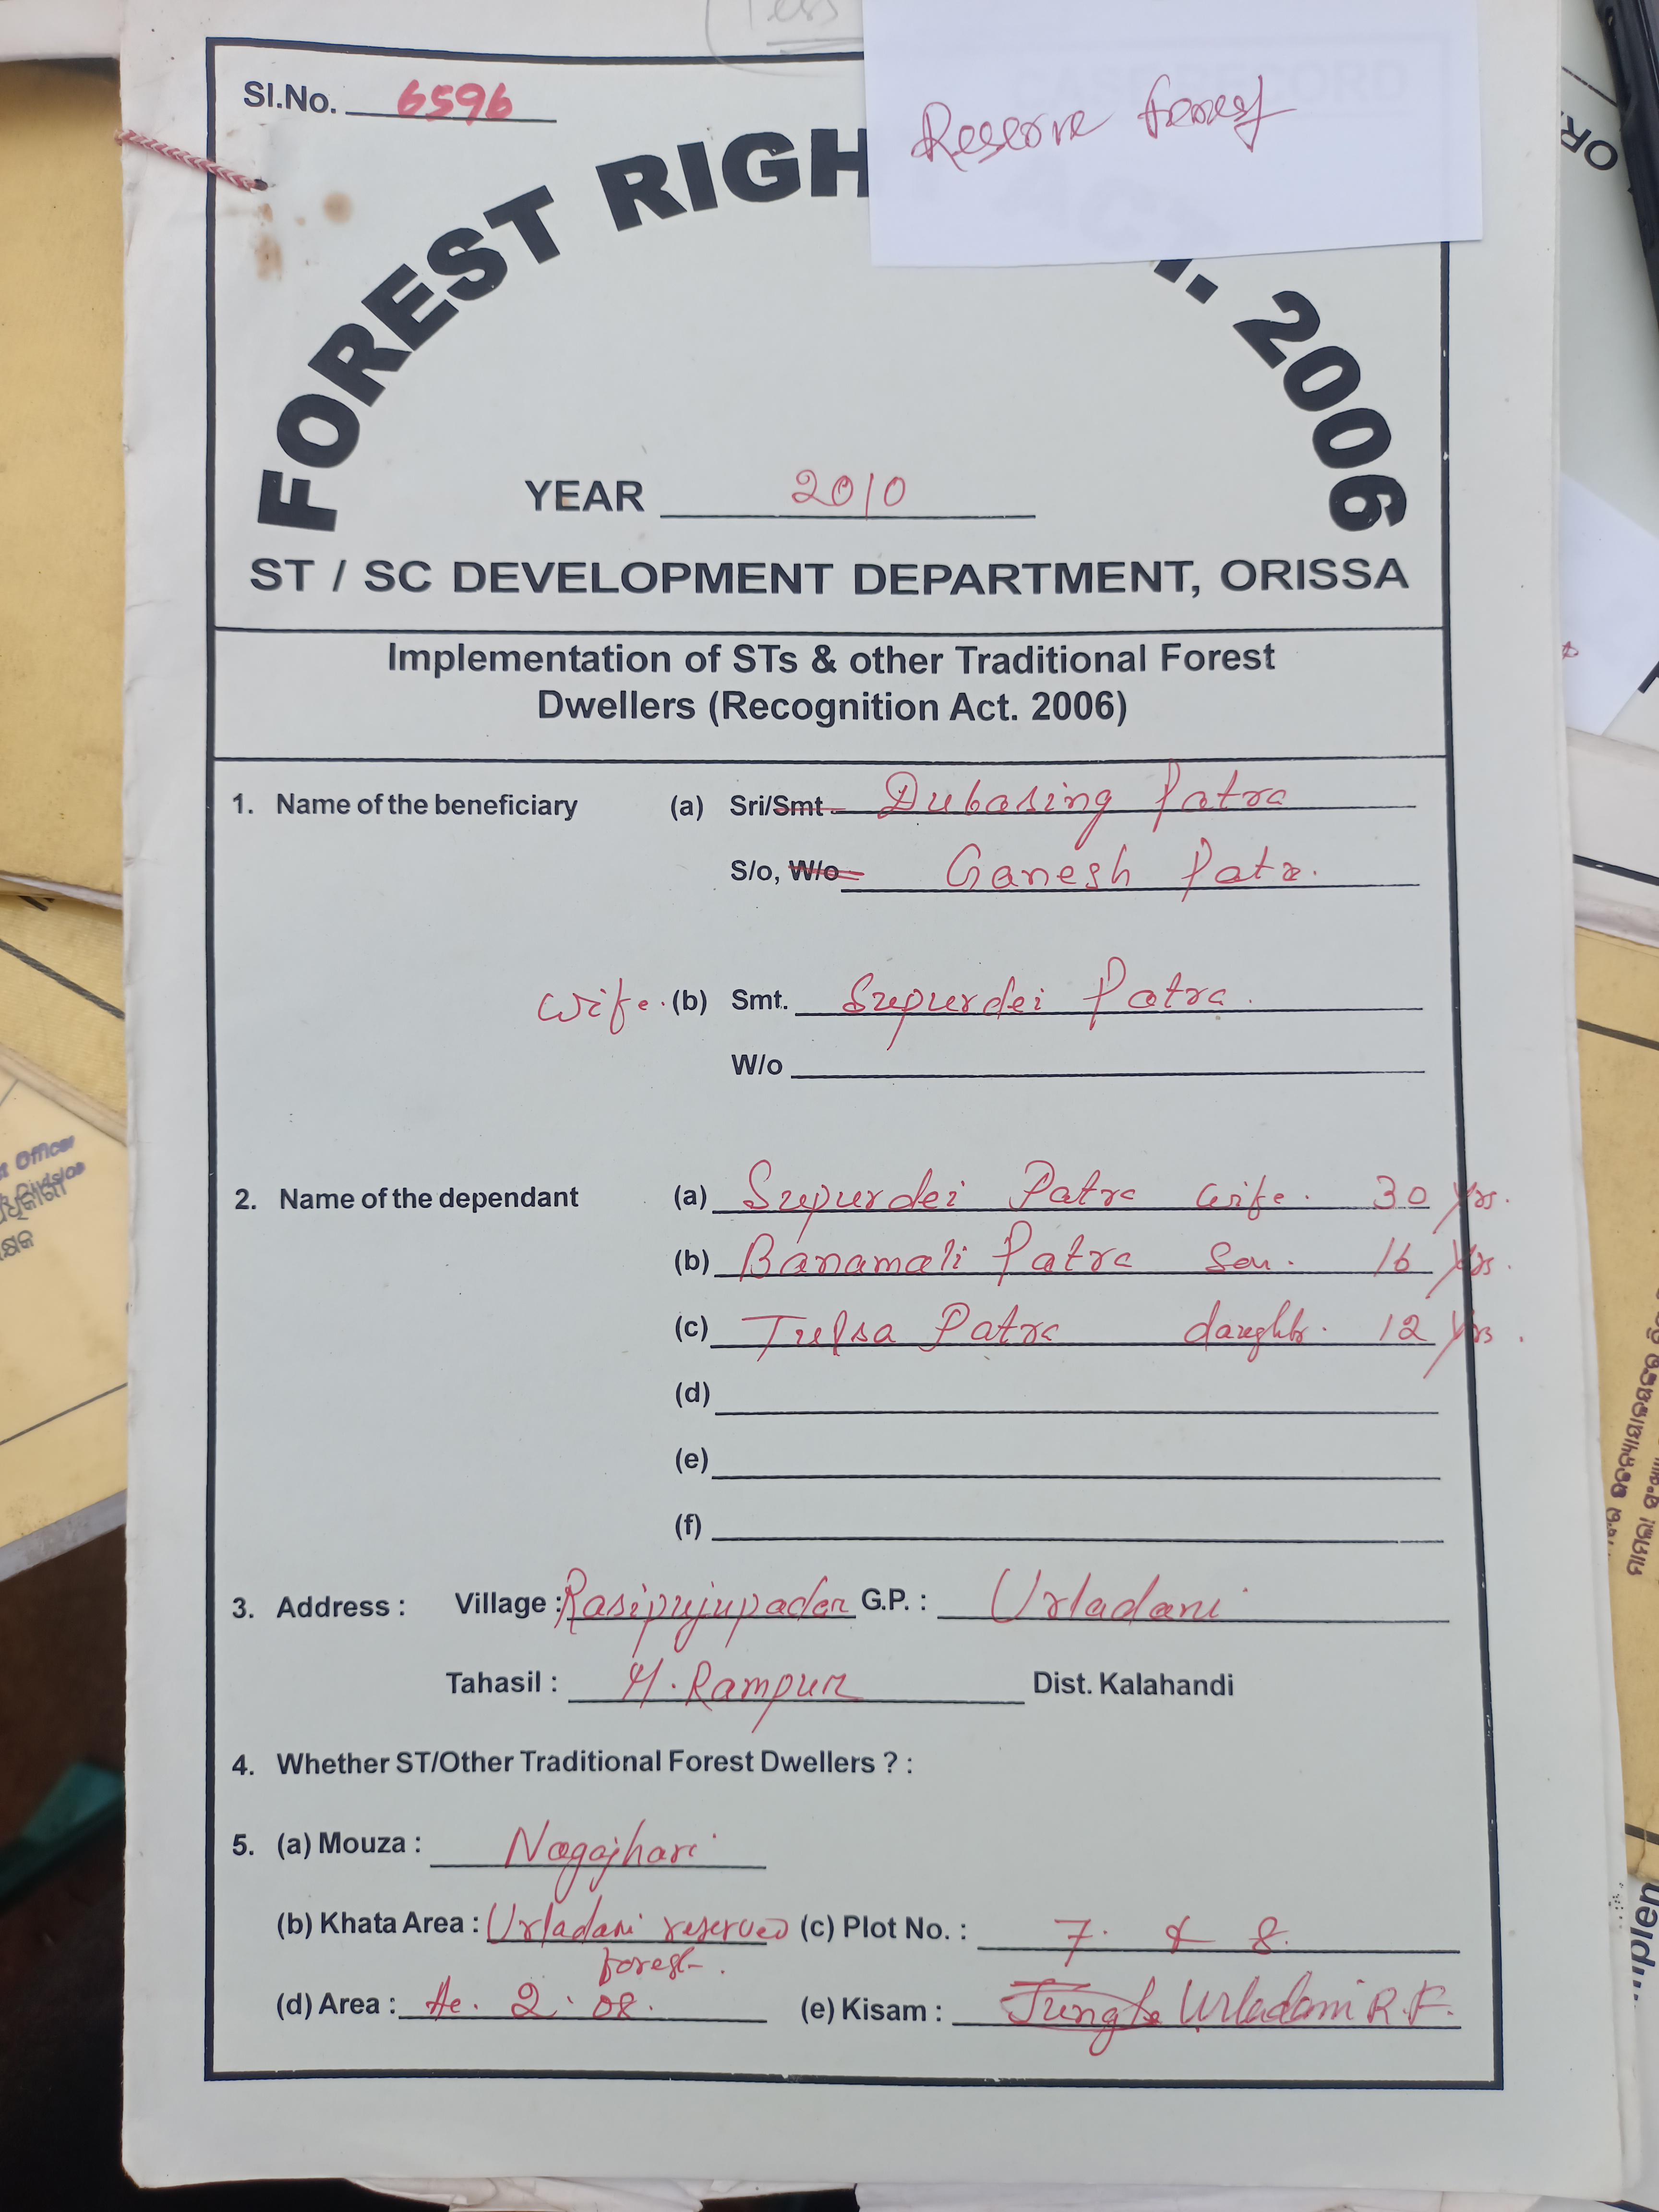 Sl.No. 6596
Reserve forest
FOREST RIGH 2006
YEAR 2010
ST / SC DEVELOPMENT DEPARTMENT, ORISSA
Implementation of STs & other Traditional Forest
Dwellers (Recognition Act. 2006)
1. Name of the beneficiary (a) Sri/Smt Dubasing Patra
S/o, W/o Ganesh Patra.
wife. (b) Smt. Supurdei Patra.
W/o
2. Name of the dependant (a) Supurdei Patra wife. 30 yrs.
(b) Banamali Patra Son. 16 yrs.
(c) Tulsa Patra daughtr. 12 yrs.
(d)
(e)
(f)
3. Address : Village : Rasipujupadar G.P. : Urladani
Tahasil : M. Rampur Dist. Kalahandi
4. Whether ST/Other Traditional Forest Dwellers ? :
5. (a) Mouza : Nagajhari
(b) Khata Area : Urladani reserved (c) Plot No. : 7. & 8.
forest.
(d) Area : Ac. 2.08. (e) Kisam : Jungle Urladani R.F.
t Officer
Division